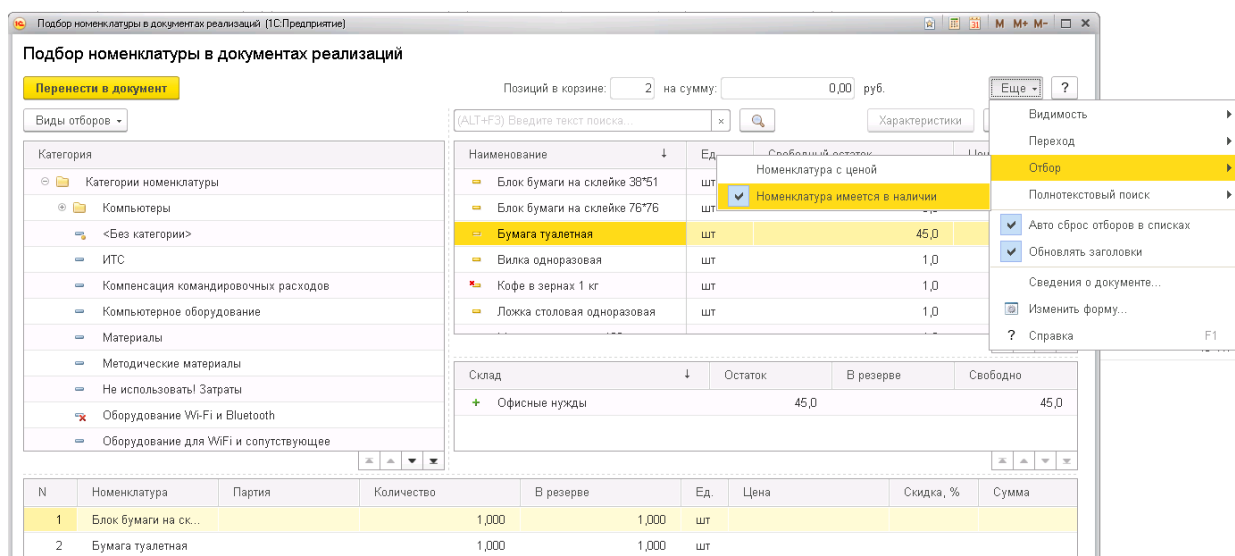 Подбор номенклатуры в документах реализаций (1С:Предприятие)
M M+ M-
Подбор номенклатуры в документах реализаций
Перенести в документ
Позиций в корзине: 2 на сумму: 0,00 руб.
Еще ?
Виды отборов
(ALT+F3) Введите текст поиска...
×
Характеристики
Видимость
Переход
Отбор
Полнотекстовый поиск
Авто сброс отборов в списках
Обновлять заголовки
Сведения о документе...
Изменить форму...
? Справка F1
Номенклатура с ценой
Номенклатура имеется в наличии
Категория
Категории номенклатуры
Компьютеры
<Без категории>
ИТС
Компенсация командировочных расходов
Компьютерное оборудование
Материалы
Методические материалы
Не использовать! Затраты
Оборудование Wi-Fi и Bluetooth
Оборудование для WiFi и сопутствующее
Наименование ↓ Ед. Свободный остаток
Блок бумаги на склейке 38*51 шт
Блок бумаги на склейке 76*76 шт
Бумага туалетная шт 45,0
Вилка одноразовая шт 1,0
Кофе в зернах 1 кг шт 1,0
Ложка столовая одноразовая шт 1,0
Склад ↓ Остаток В резерве Свободно
+ Офисные нужды 45,0 45,0
N Номенклатура Партия Количество В резерве Ед. Цена Скидка, % Сумма
1 Блок бумаги на ск... 1,000 1,000 шт
2 Бумага туалетная 1,000 1,000 шт